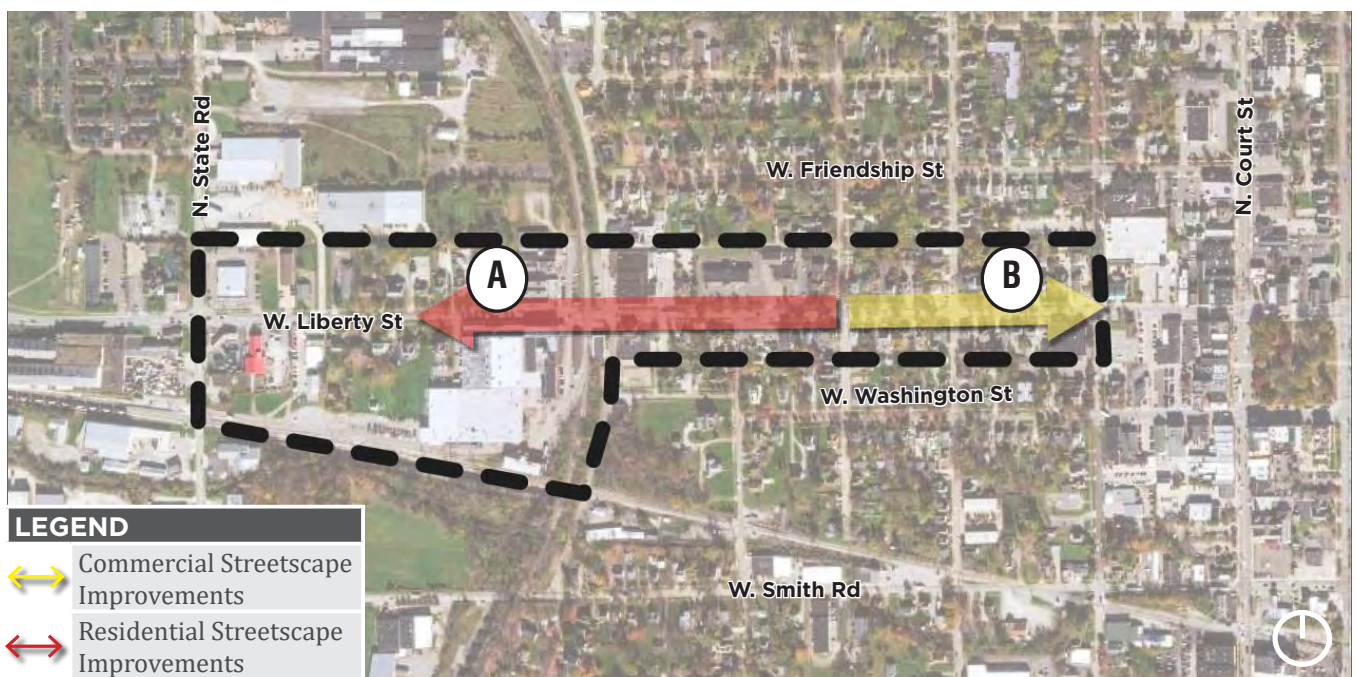 N. State Rd
N. Court St
W. Friendship St
A
B
W. Liberty St
W. Washington St
W. Smith Rd
LEGEND
Commercial Streetscape
Improvements
Residential Streetscape
Improvements